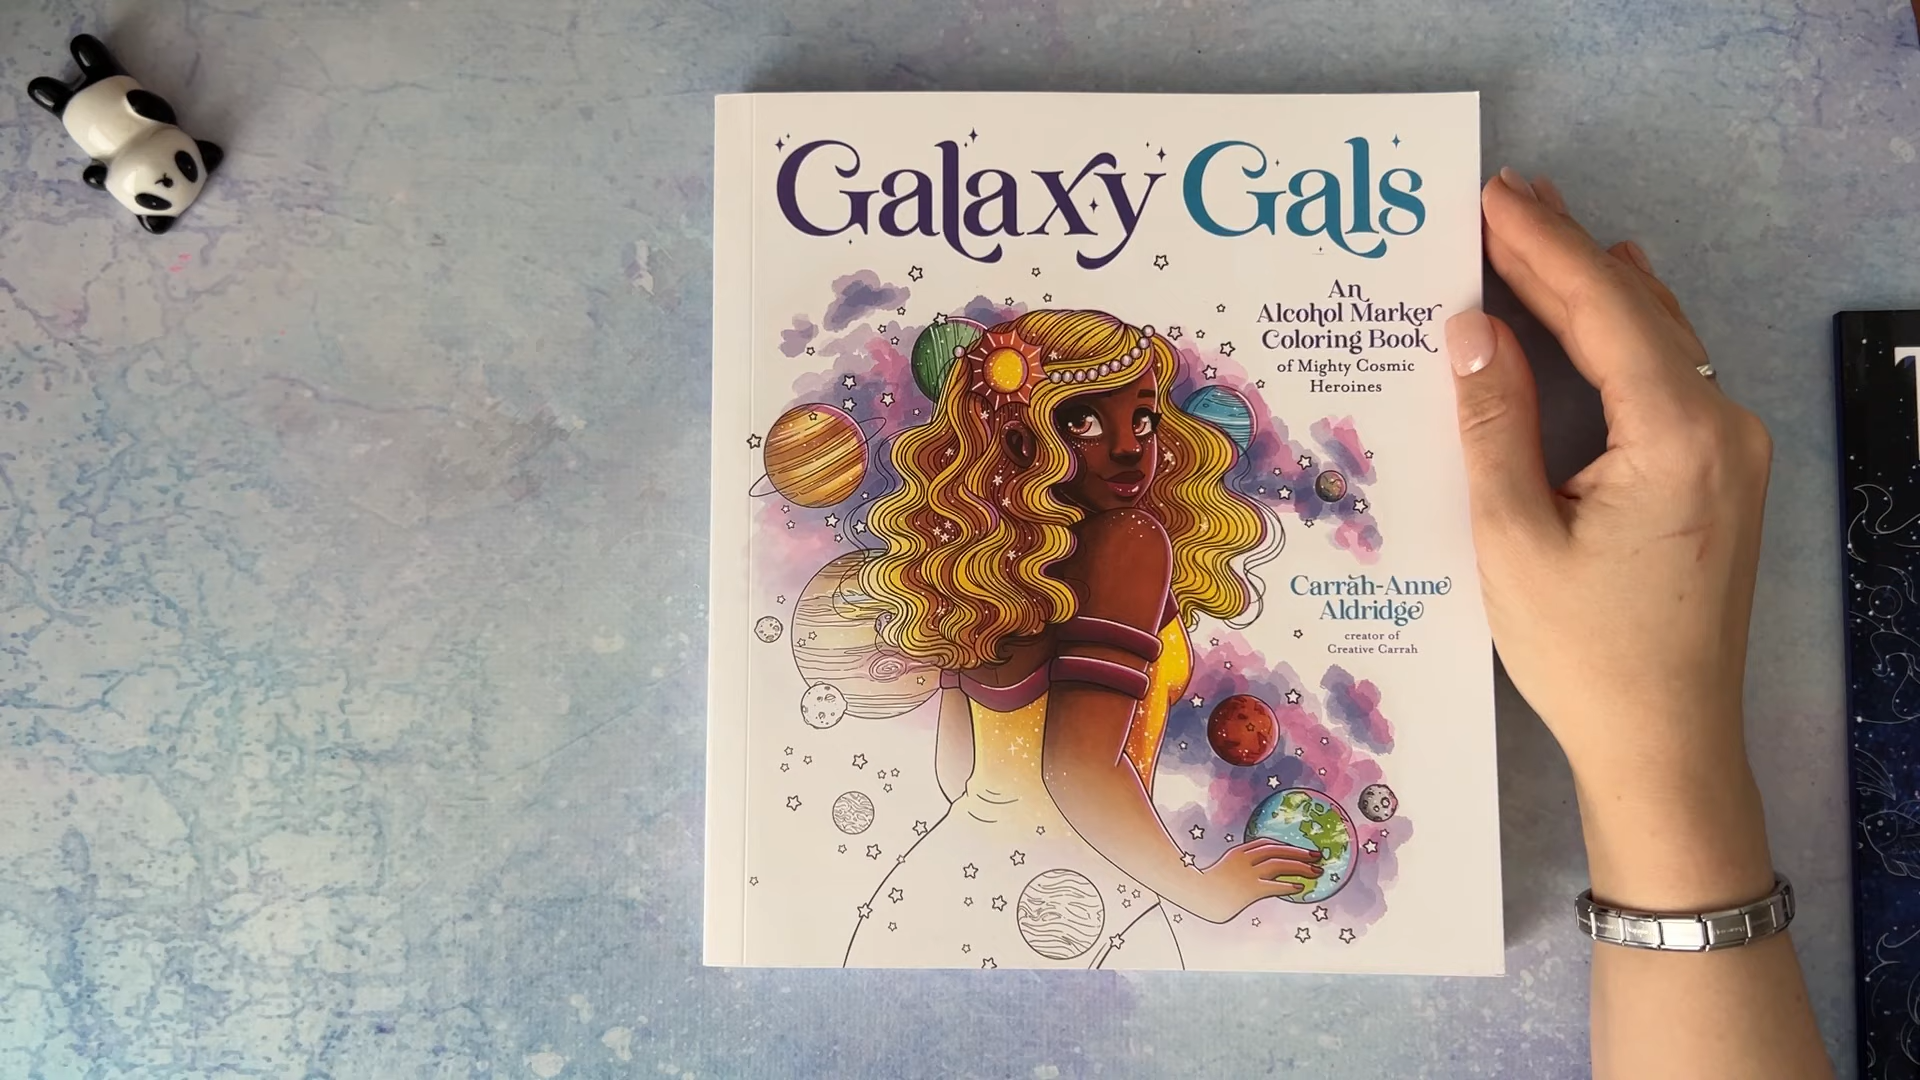 Galaxy Gals
An
Alcohol Marker
Coloring Book
of Mighty Cosmic
Heroines
Carrah-Anne
Aldridge
creator of
Creative Carrah